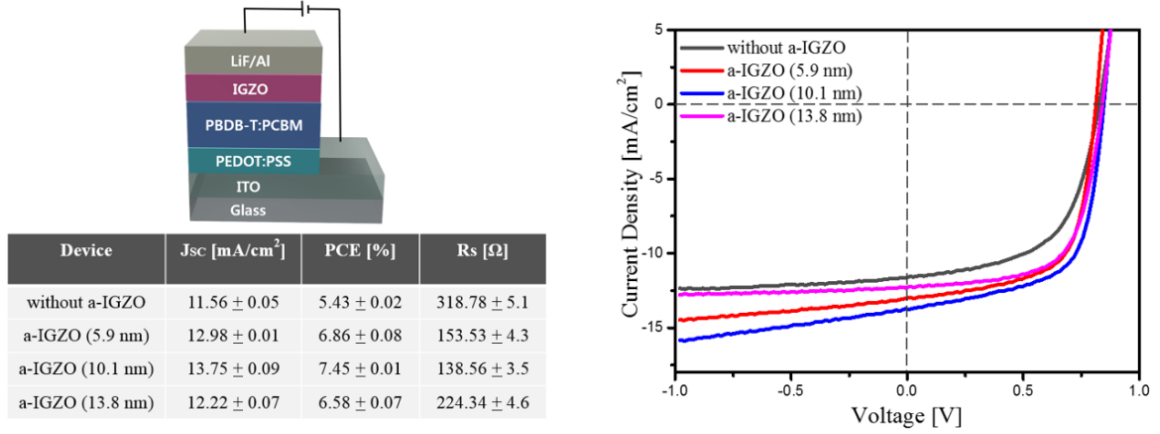 LiF/Al
IGZO
PBDB-T:PCBM
PEDOT:PSS
ITO
Glass
Device JSC [mA/cm²] PCE [%] Rs [Ω]
without a-IGZO 11.56 ± 0.05 5.43 ± 0.02 318.78 ± 5.1
a-IGZO (5.9 nm) 12.98 ± 0.01 6.86 ± 0.08 153.53 ± 4.3
a-IGZO (10.1 nm) 13.75 ± 0.09 7.45 ± 0.01 138.56 ± 3.5
a-IGZO (13.8 nm) 12.22 ± 0.07 6.58 ± 0.07 224.34 ± 4.6
Current Density [mA/cm²]
5
0
-5
-10
-15
without a-IGZO
a-IGZO (5.9 nm)
a-IGZO (10.1 nm)
a-IGZO (13.8 nm)
-1.0 -0.5 0.0 0.5 1.0
Voltage [V]